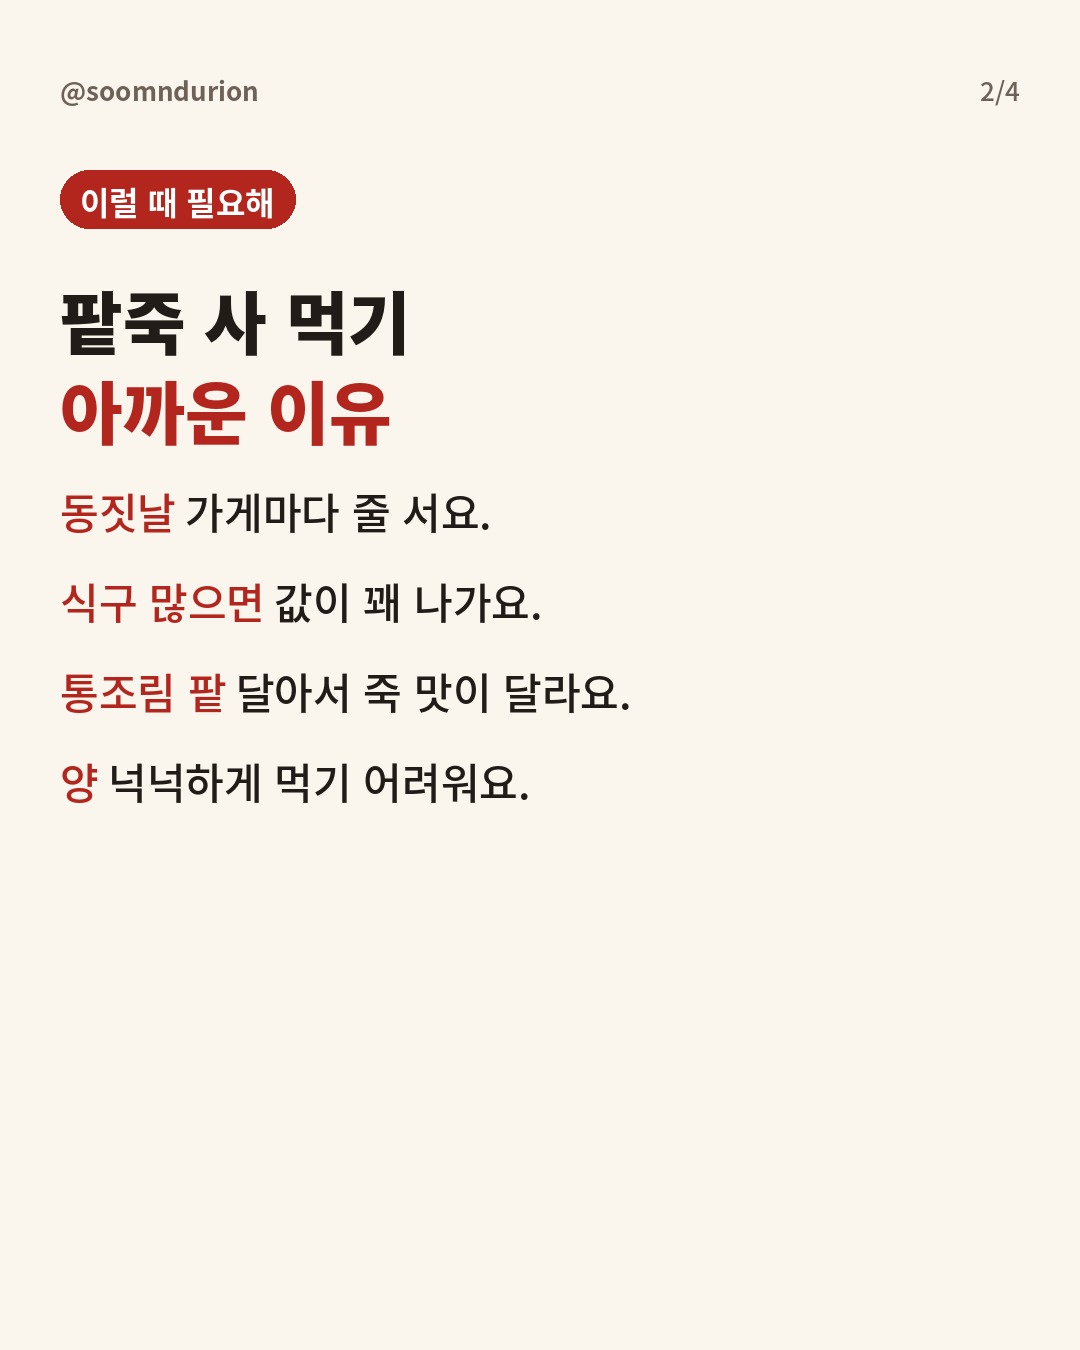 @soomndurion
2/4
이럴 때 필요해
팥죽 사 먹기
아까운 이유
동짓날 가게마다 줄 서요.
식구 많으면 값이 꽤 나가요.
통조림 팥 달아서 죽 맛이 달라요.
양 넉넉하게 먹기 어려워요.